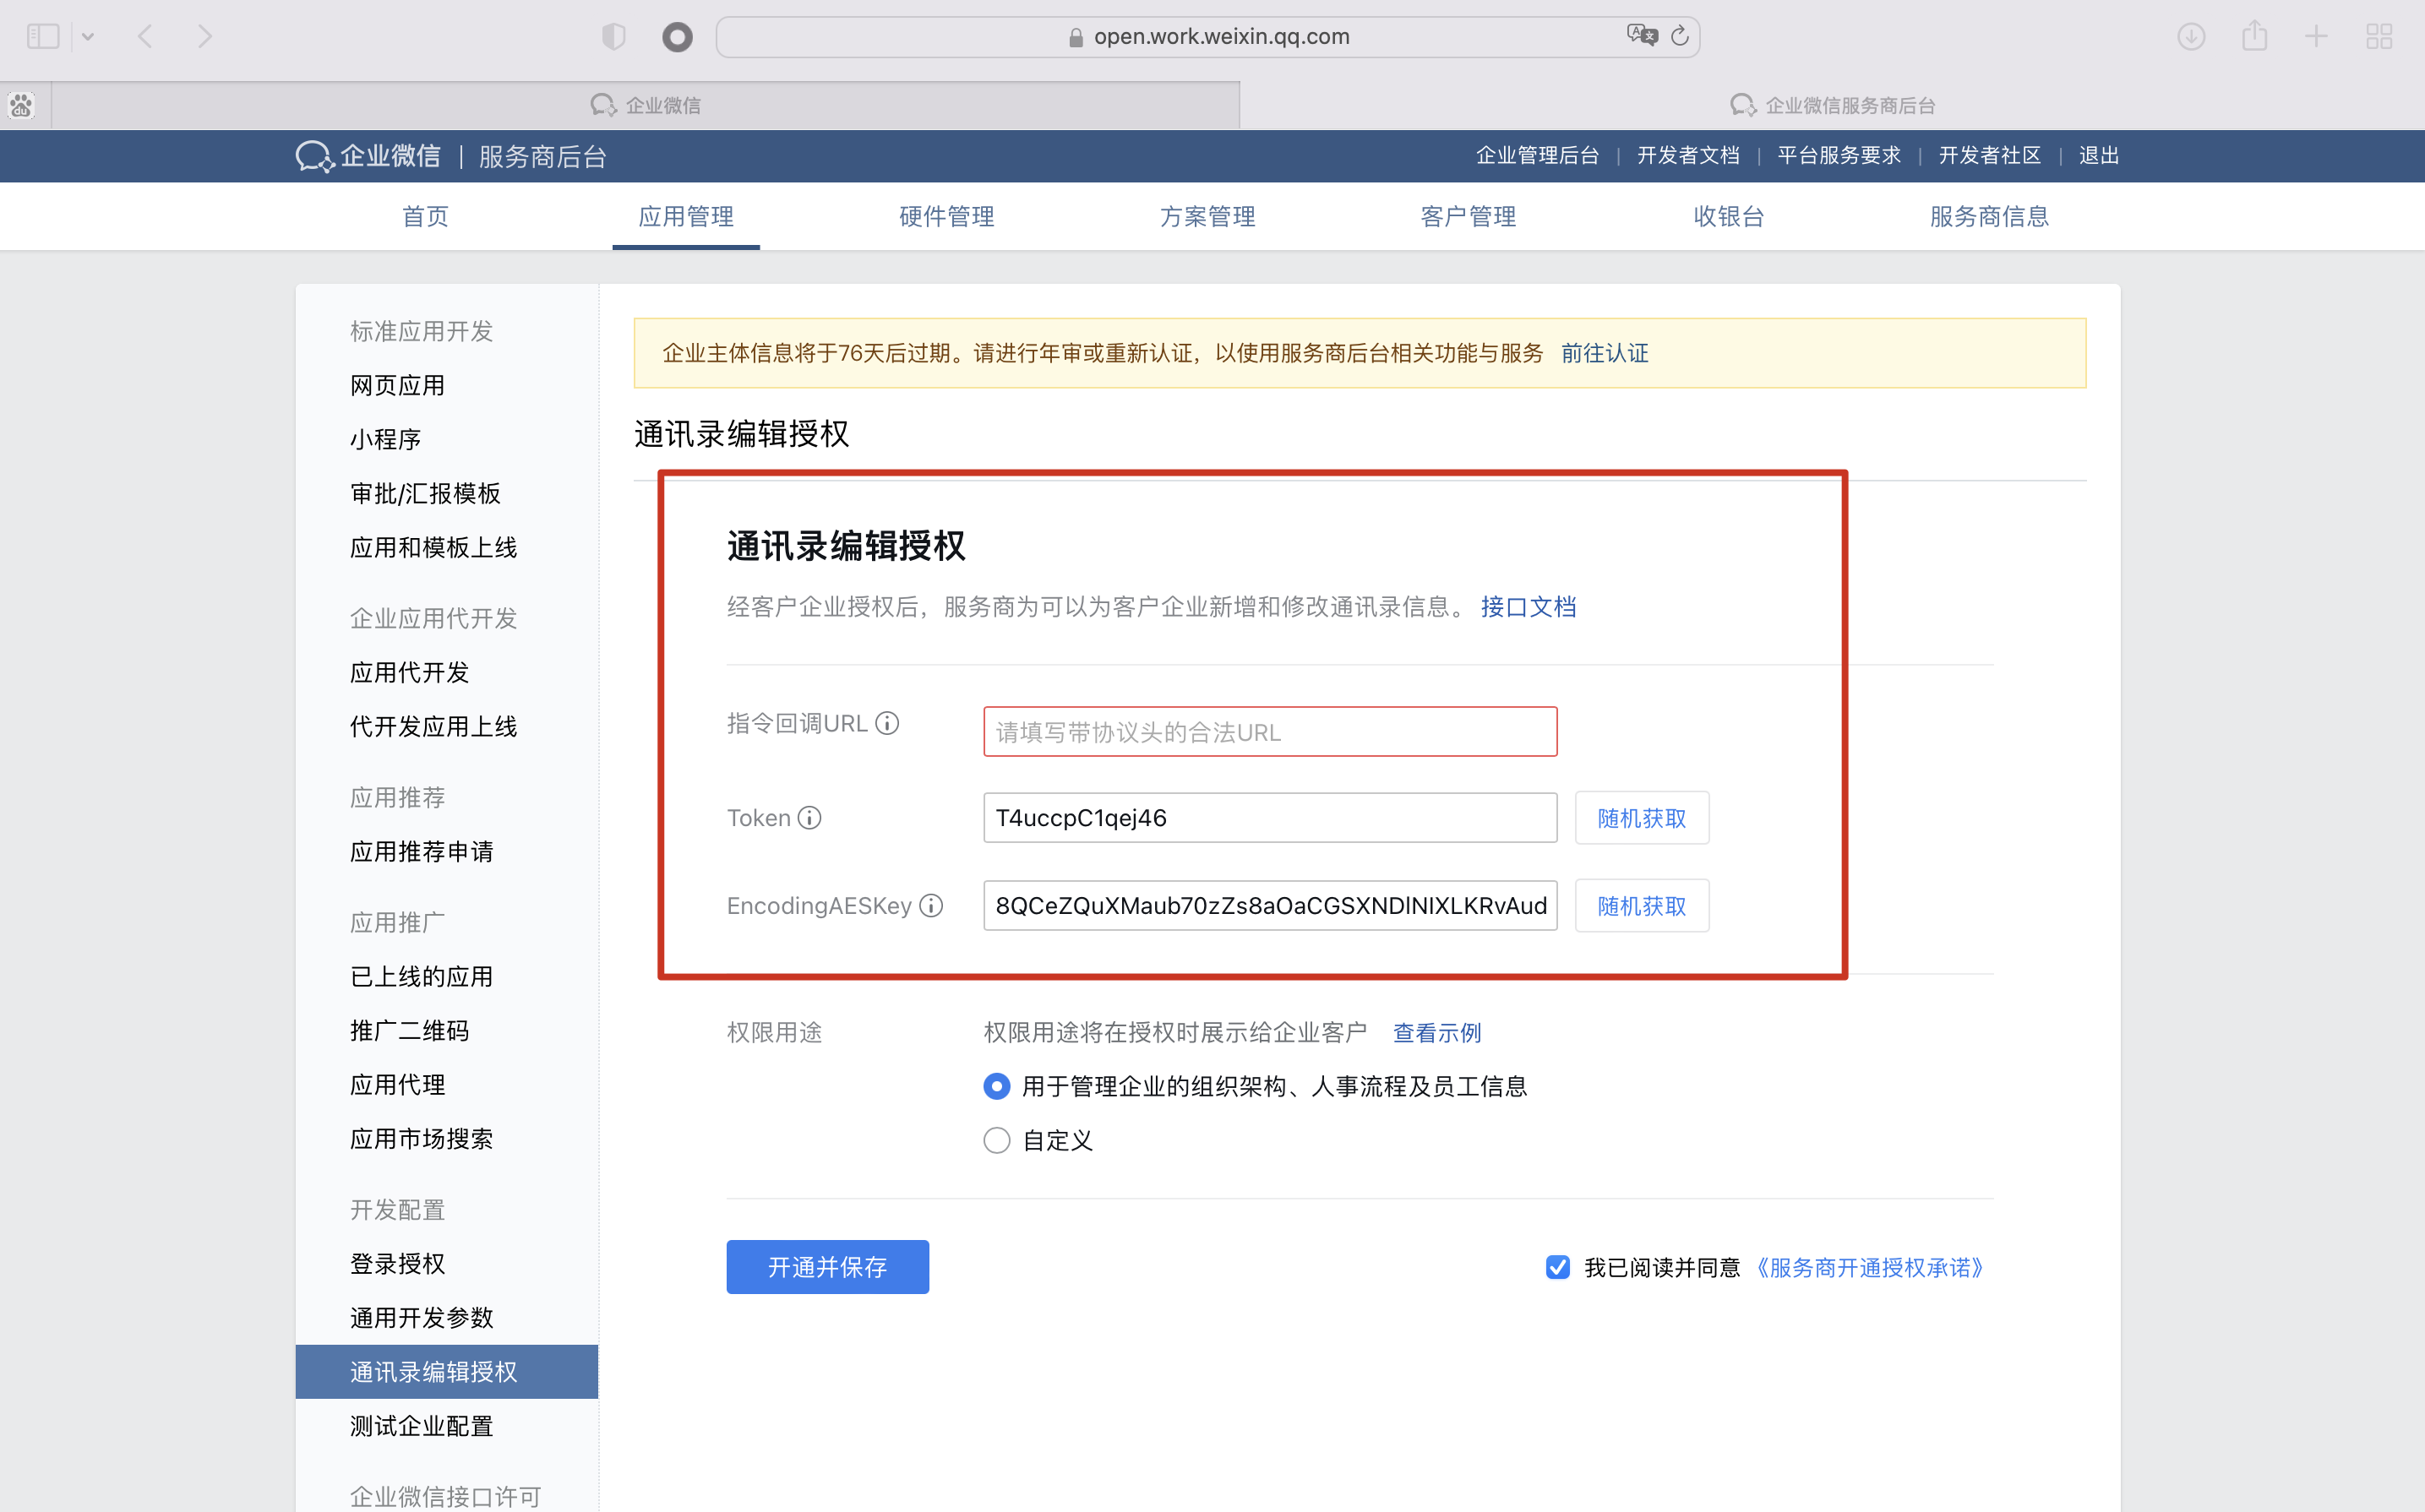 open.work.weixin.qq.com
企业微信
企业微信服务商后台
企业微信 | 服务商后台
企业管理后台 | 开发者文档 | 平台服务要求 | 开发者社区 | 退出
首页 应用管理 硬件管理 方案管理 客户管理 收银台 服务商信息
标准应用开发
网页应用
小程序
审批/汇报模板
应用和模板上线
企业应用代开发
应用代开发
代开发应用上线
应用推荐
应用推荐申请
应用推广
已上线的应用
推广二维码
应用代理
应用市场搜索
开发配置
登录授权
通用开发参数
通讯录编辑授权
测试企业配置
企业微信接口许可
企业主体信息将于76天后过期。请进行年审或重新认证，以使用服务商后台相关功能与服务 前往认证
通讯录编辑授权
通讯录编辑授权
经客户企业授权后，服务商为可以为客户企业新增和修改通讯录信息。 接口文档
指令回调URL 请填写带协议头的合法URL
Token T4uccpC1qej46 随机获取
EncodingAESKey 8QCeZQuXMaub70zZs8aOaCGSXNDlNIXLKRvAud 随机获取
权限用途 权限用途将在授权时展示给企业客户 查看示例
用于管理企业的组织架构、人事流程及员工信息
自定义
开通并保存 我已阅读并同意 《服务商开通授权承诺》